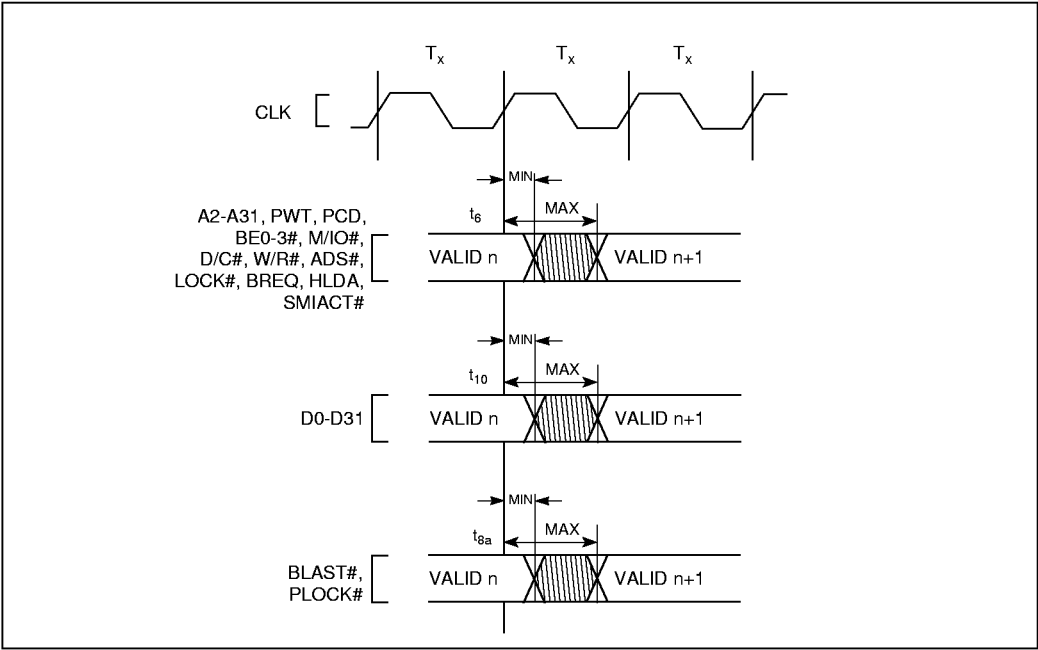 Tx Tx Tx
CLK
MIN
t6 MAX
A2-A31, PWT, PCD,
BE0-3#, M/IO#,
D/C#, W/R#, ADS#,
LOCK#, BREQ, HLDA,
SMIACT#
VALID n VALID n+1
MIN
t10 MAX
D0-D31
VALID n VALID n+1
MIN
t8a MAX
BLAST#,
PLOCK#
VALID n VALID n+1